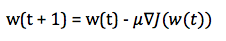 w(t + 1) = w(t) - μ∇J(w(t))